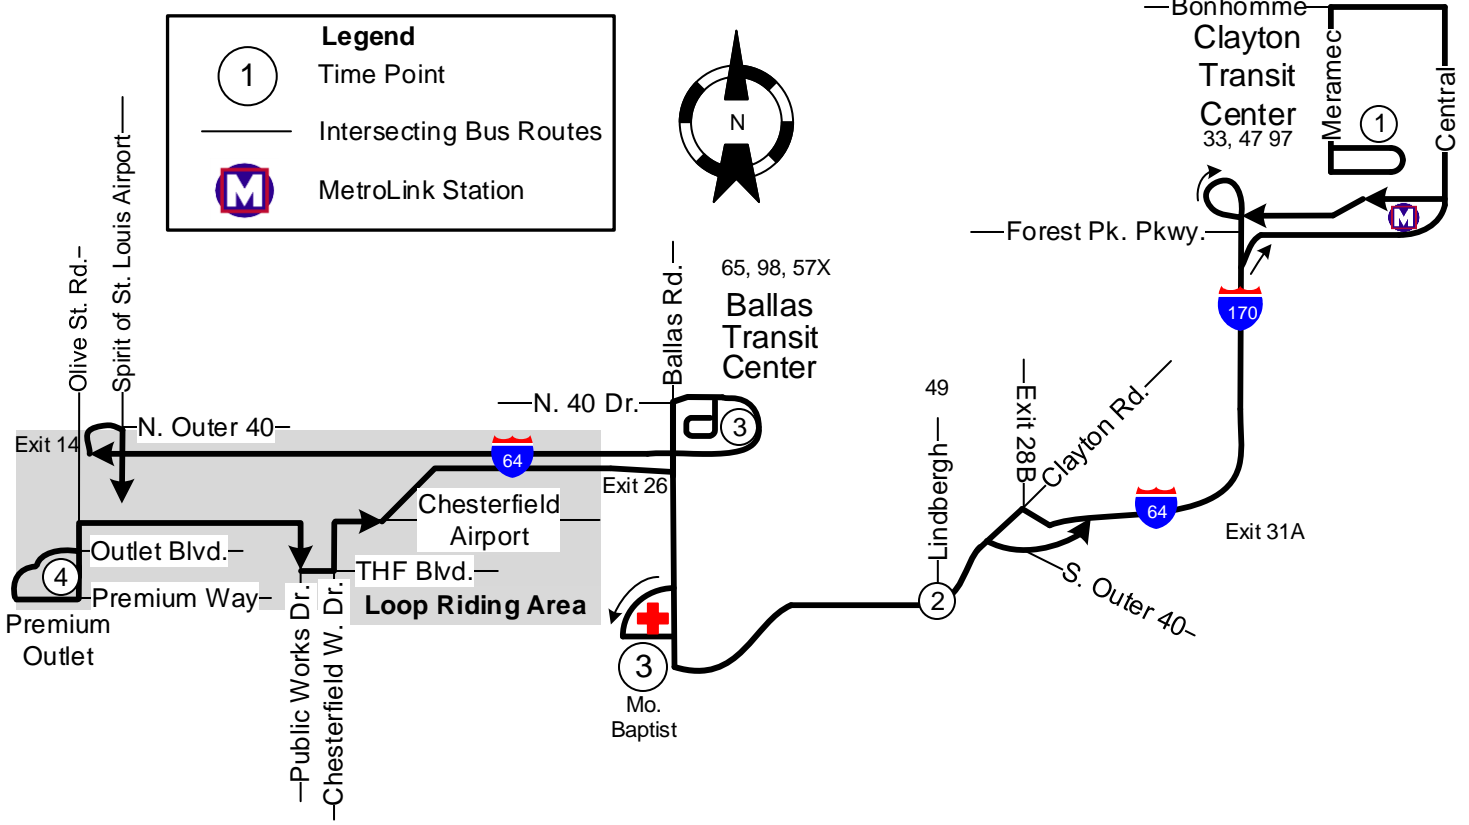 Legend
1
Time Point
Intersecting Bus Routes
M
MetroLink Station
N
Bonhomme
Clayton
Transit
Center
33, 47 97
Meramec
1
Central
M
Forest Pk. Pkwy.
170
65, 98, 57X
Ballas
Transit
Center
Ballas Rd.
N. 40 Dr.
3
Olive St. Rd.
Spirit of St. Louis Airport
N. Outer 40
Exit 14
64
Exit 26
Chesterfield
Airport
Outlet Blvd.
4
THF Blvd.
Premium Way
Loop Riding Area
Premium
Outlet
Public Works Dr.
Chesterfield W. Dr.
3
Mo.
Baptist
49
Lindbergh
2
Exit 28B
Clayton Rd.
64
Exit 31A
S. Outer 40